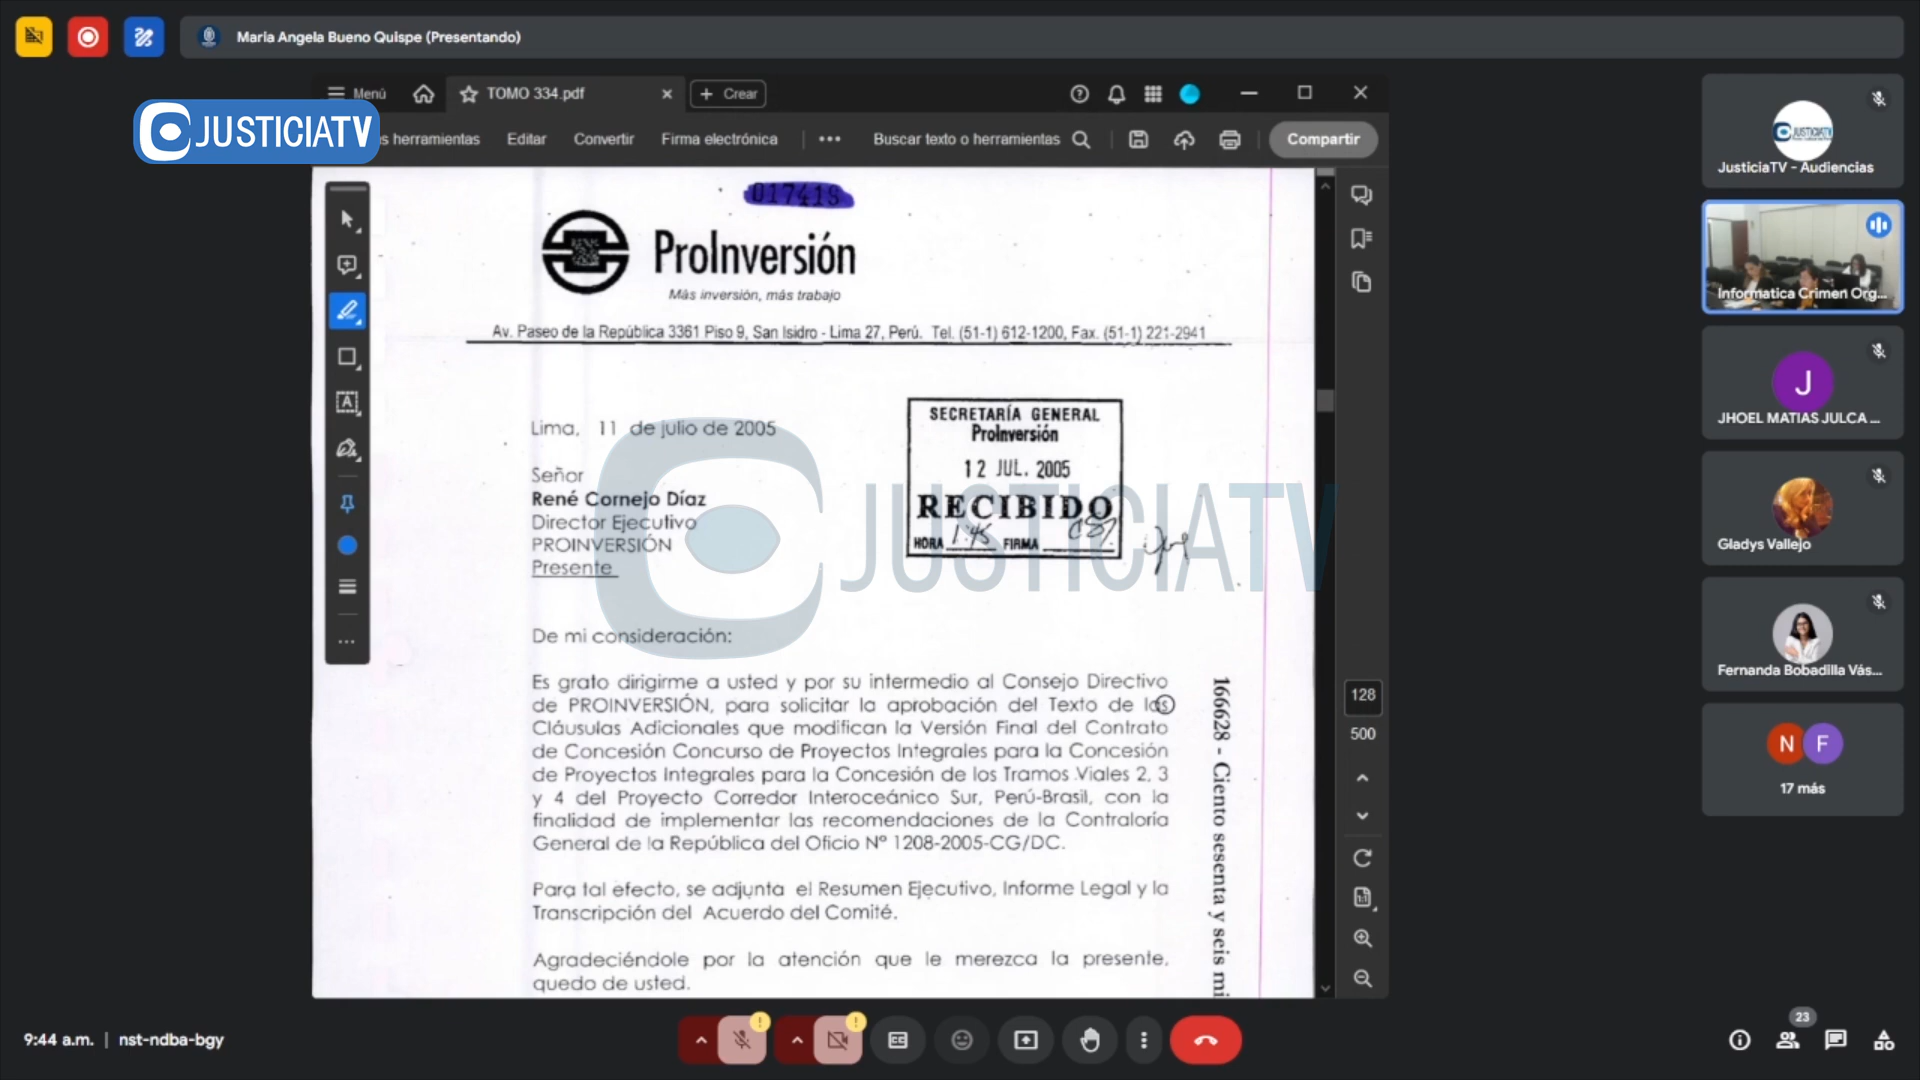 Maria Angela Bueno Quispe (Presentando)
Menú
TOMO 334.pdf
Crear
JUSTICIATV
s herramientas
Editar
Convertir
Firma electrónica
Buscar texto o herramientas
Compartir
017419
ProInversión
Más inversión, más trabajo
Av. Paseo de la República 3361 Piso 9, San Isidro - Lima 27, Perú. Tel. (51-1) 612-1200, Fax. (51-1) 221-2941
SECRETARÍA GENERAL
ProInversión
12 JUL. 2005
RECIBIDO
HORA 1:45 FIRMA
Lima, 11 de julio de 2005
Señor
René Cornejo Díaz
Director Ejecutivo
PROINVERSIÓN
Presente
JUSTICIATV
De mi consideración:
Es grato dirigirme a usted y por su intermedio al Consejo Directivo
de PROINVERSIÓN, para solicitar la aprobación del Texto de las
Cláusulas Adicionales que modifican la Versión Final del Contrato
de Concesión Concurso de Proyectos Integrales para la Concesión
de Proyectos Integrales para la Concesión de los Tramos Viales 2, 3
y 4 del Proyecto Corredor Interoceánico Sur, Perú-Brasil, con la
finalidad de implementar las recomendaciones de la Contraloría
General de la República del Oficio Nº 1208-2005-CG/DC.
Para tal efecto, se adjunta el Resumen Ejecutivo, Informe Legal y la
Transcripción del Acuerdo del Comité.
Agradeciéndole por la atención que le merezca la presente,
quedo de usted.
166628 - Ciento sesenta y seis mi
128
500
JUSTICIATV
JusticiaTV - Audiencias
Informatica Crimen Org...
J
JHOEL MATIAS JULCA ...
Gladys Vallejo
Fernanda Bobadilla Vás...
N F
17 más
9:44 a.m. | nst-ndba-bgy
23